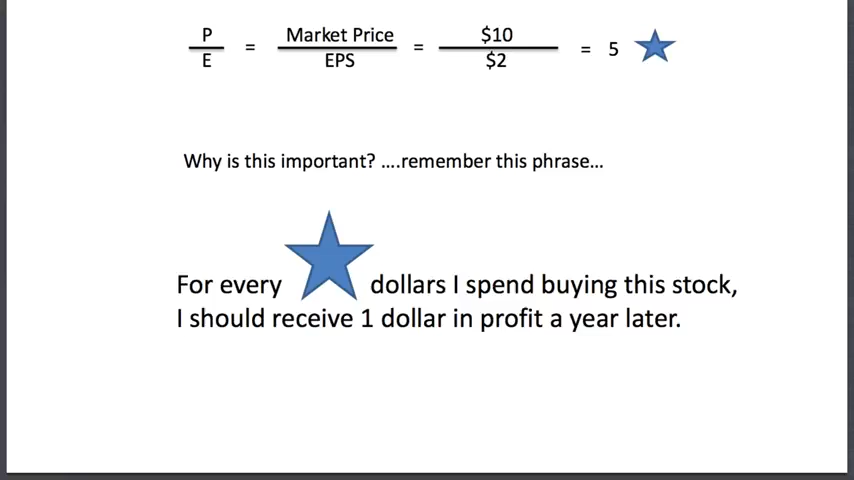 P/E = Market Price/EPS = $10/$2 = 5
Why is this important? ....remember this phrase...
For every dollars I spend buying this stock,
I should receive 1 dollar in profit a year later.